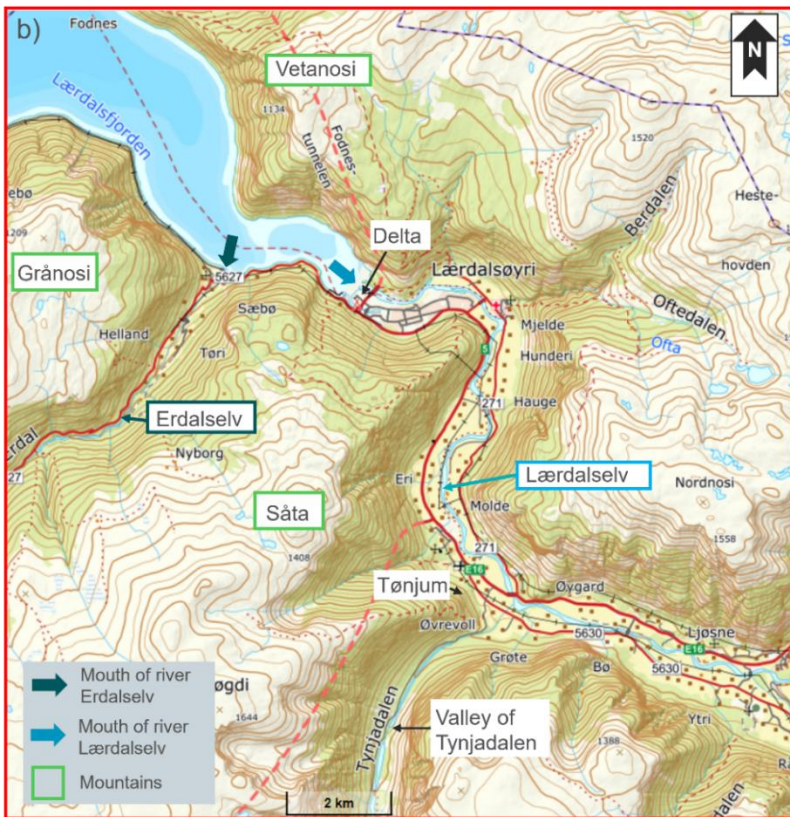 b)
Fodnes
N
Vetanosi
Lærdalsfjorden
1134
Fodnes-
tunnelen
1520
Heste-
hovden
Berdalen
1209
Grånosi
5627
Delta
Lærdalsøyri
Oftedalen
Helland
Sæbø
Mjelde
Tøri
5
Hunderi
Ofta
Erdalselv
271
Hauge
Nyborg
Eri
Lærdalselv
Nordnosi
Såta
Molde
1408
271
1558
E16
Tønjum
Øygard
Øvrevoll
5630
Ljøsne
Grøte
E16
Bø
5630
Mouth of river
Erdalselv
Mouth of river
Lærdalselv
Mountains
1644
Tynjadalen
Valley of
Tynjadalen
1388
Ytri
2 km